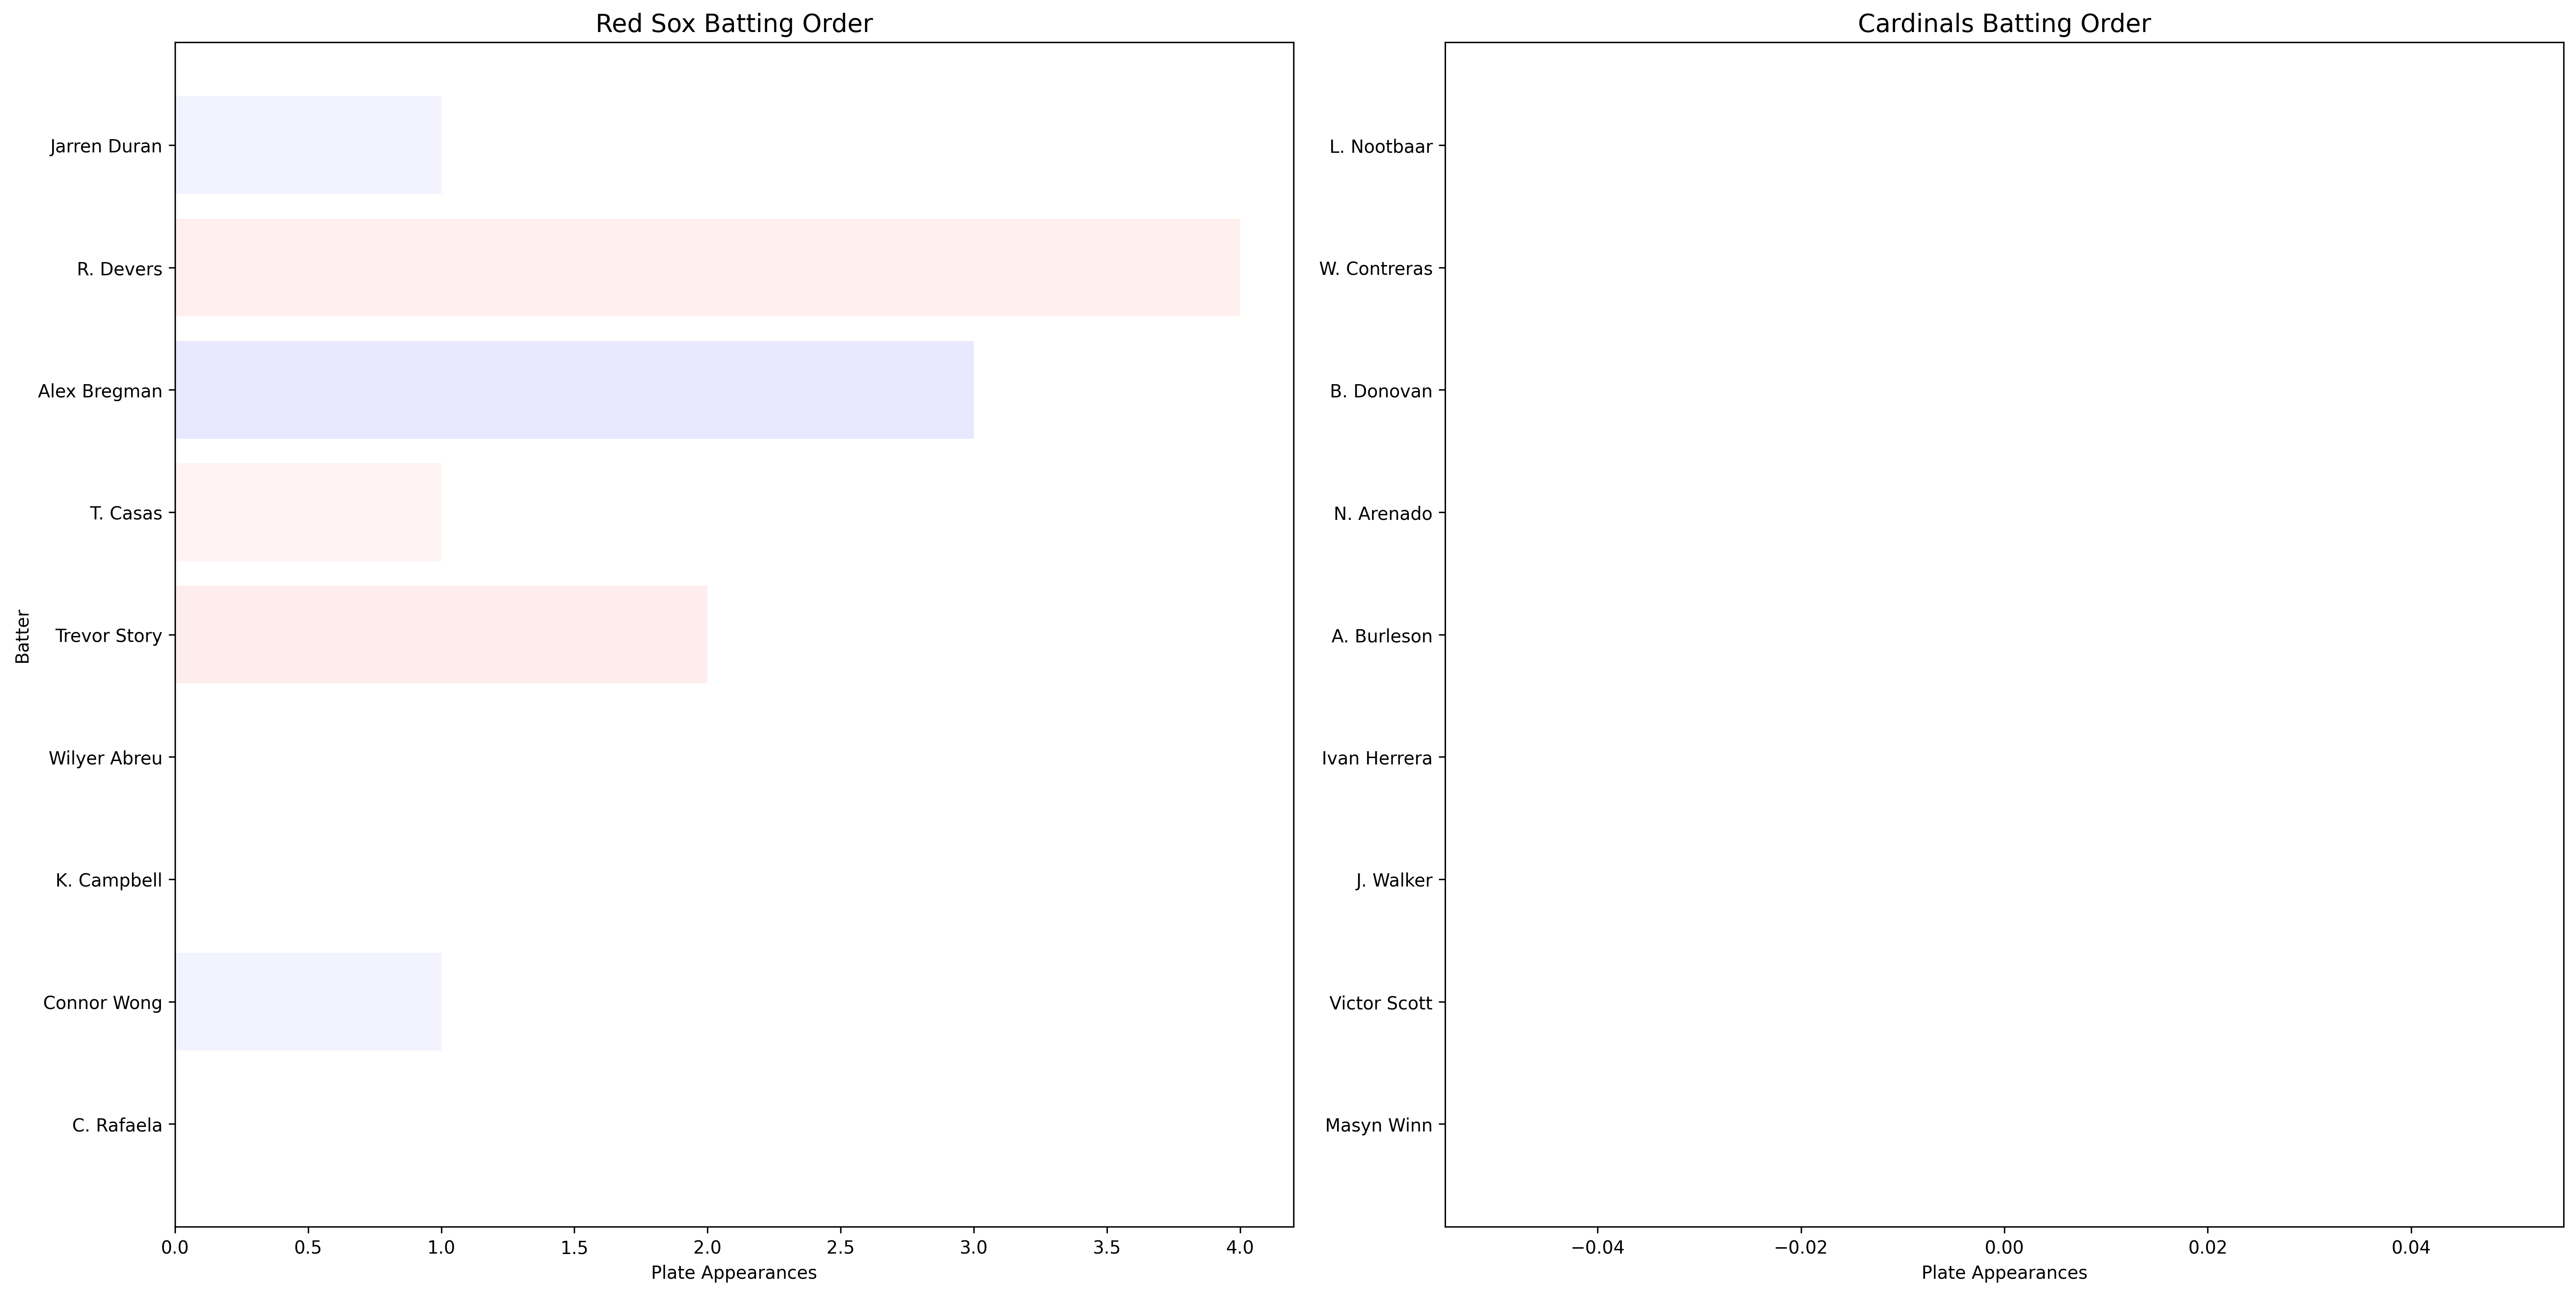 Red Sox Batting Order
Jarren Duran
R. Devers
Alex Bregman
T. Casas
Trevor Story
Wilyer Abreu
K. Campbell
Connor Wong
C. Rafaela
Batter
0.0 0.5 1.0 1.5 2.0 2.5 3.0 3.5 4.0
Plate Appearances
Cardinals Batting Order
L. Nootbaar
W. Contreras
B. Donovan
N. Arenado
A. Burleson
Ivan Herrera
J. Walker
Victor Scott
Masyn Winn
−0.04 −0.02 0.00 0.02 0.04
Plate Appearances